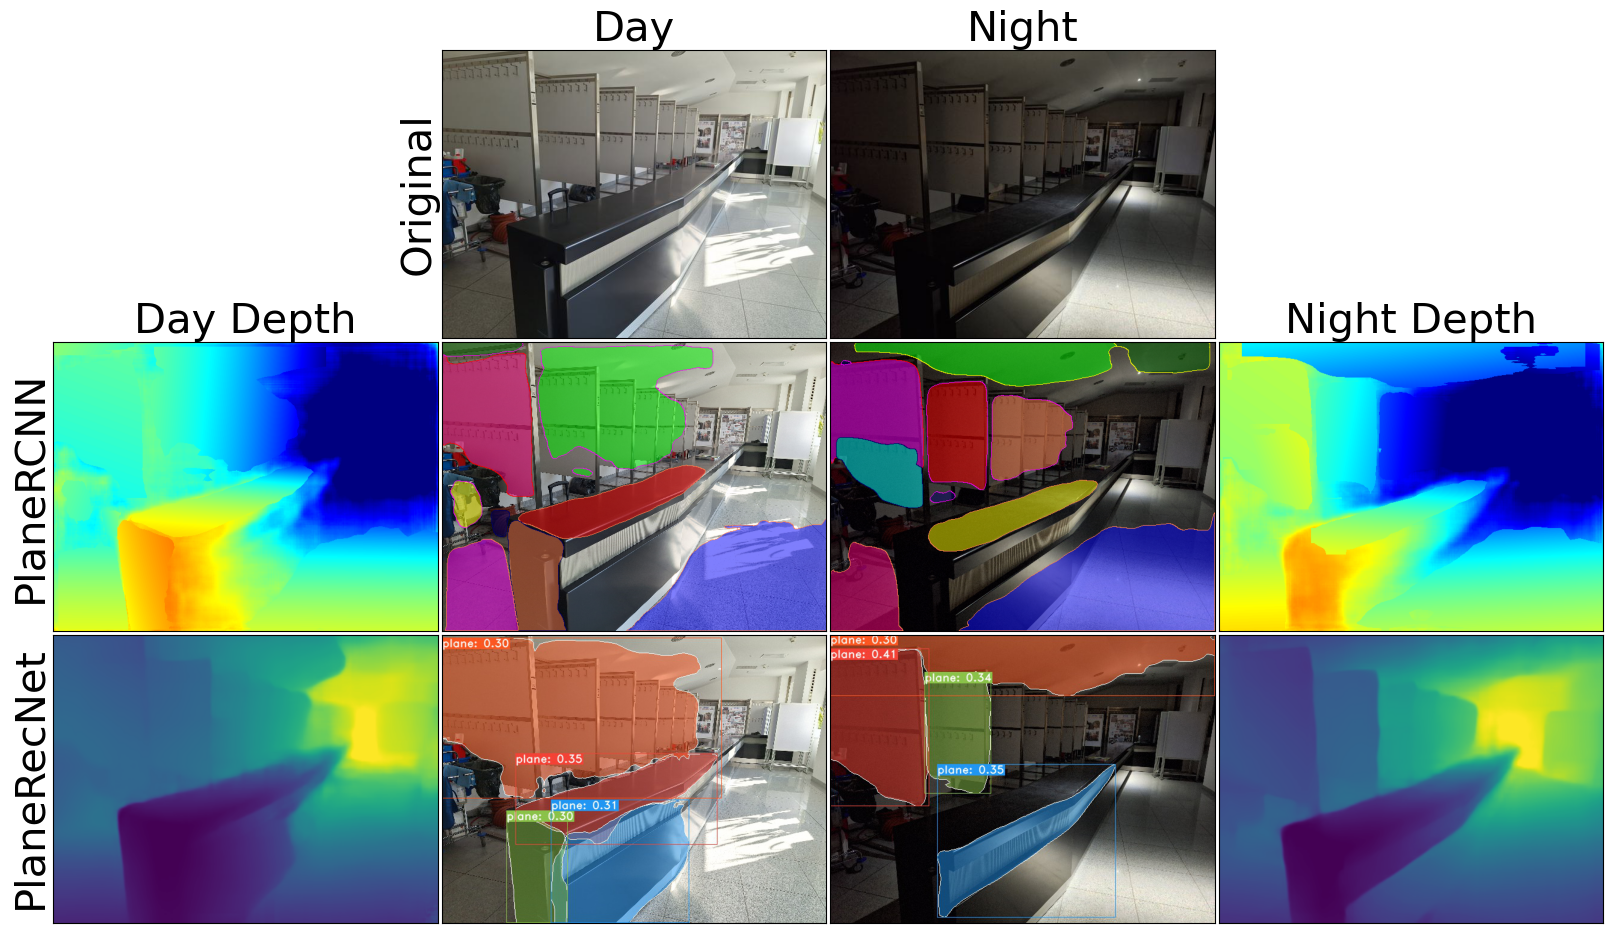 Day
Night
Original
Day Depth
Night Depth
PlaneRCNN
PlaneRecNet
plane: 0.30
plane: 0.35
plane: 0.31
plane: 0.30
plane: 0.30
plane: 0.41
plane: 0.34
plane: 0.35